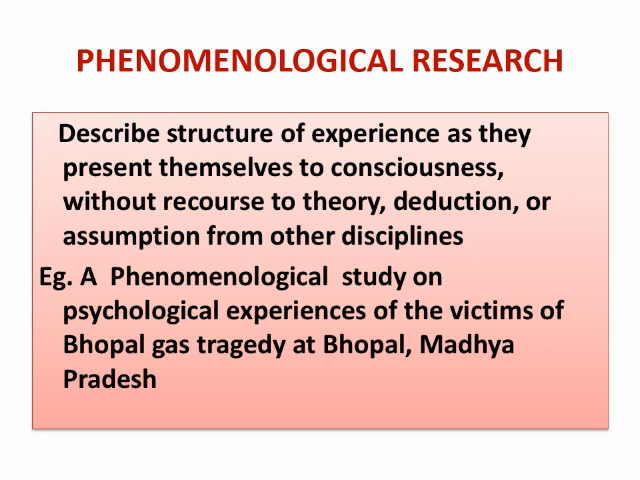 PHENOMENOLOGICAL RESEARCH
Describe structure of experience as they
present themselves to consciousness,
without recourse to theory, deduction, or
assumption from other disciplines
Eg. A Phenomenological study on
psychological experiences of the victims of
Bhopal gas tragedy at Bhopal, Madhya
Pradesh